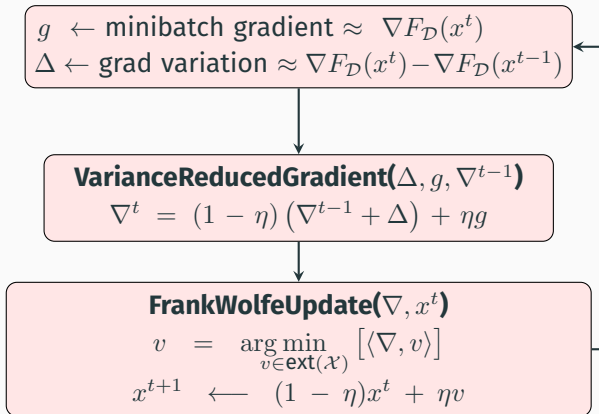 g ← minibatch gradient ≈ ∇F_𝒟(x^t)
Δ ← grad variation ≈ ∇F_𝒟(x^t)−∇F_𝒟(x^{t−1})
VarianceReducedGradient(Δ, g, ∇^{t−1})
∇^t = (1 − η) (∇^{t−1} + Δ) + ηg
FrankWolfeUpdate(∇, x^t)
v = arg min_{v∈ext(𝒳)} [⟨∇, v⟩]
x^{t+1} ⟵ (1 − η)x^t + ηv